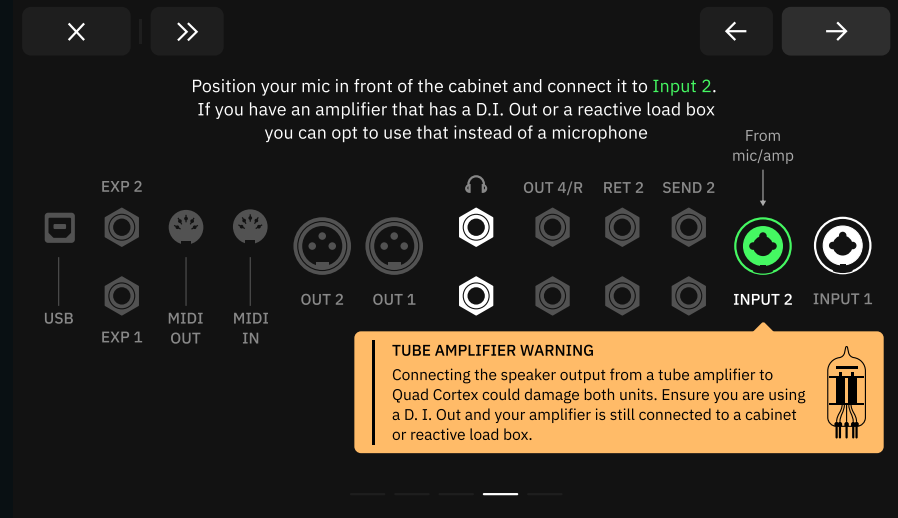 Position your mic in front of the cabinet and connect it to Input 2.
If you have an amplifier that has a D.I. Out or a reactive load box
you can opt to use that instead of a microphone
From
mic/amp
EXP 2
OUT 4/R
RET 2
SEND 2
USB
EXP 1
MIDI
OUT
MIDI
IN
OUT 2
OUT 1
INPUT 2
INPUT 1
TUBE AMPLIFIER WARNING
Connecting the speaker output from a tube amplifier to
Quad Cortex could damage both units. Ensure you are using
a D. I. Out and your amplifier is still connected to a cabinet
or reactive load box.